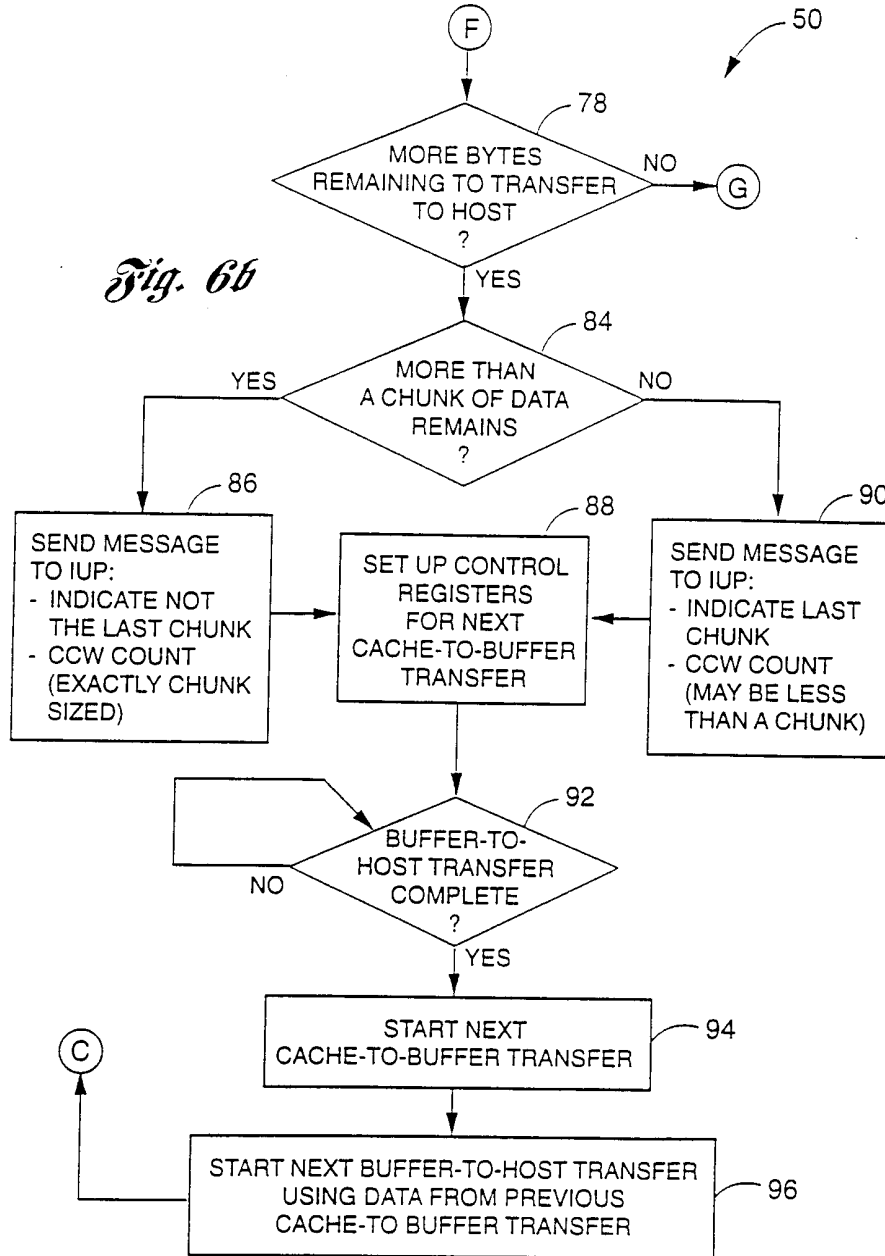 F
50
78
MORE BYTES
REMAINING TO TRANSFER
TO HOST
?
NO
G
YES
Fig. 6b
84
MORE THAN
A CHUNK OF DATA
REMAINS
?
YES
NO
86
SEND MESSAGE
TO IUP:
- INDICATE NOT
THE LAST CHUNK
- CCW COUNT
(EXACTLY CHUNK
SIZED)
88
SET UP CONTROL
REGISTERS
FOR NEXT
CACHE-TO-BUFFER
TRANSFER
90
SEND MESSAGE
TO IUP:
- INDICATE LAST
CHUNK
- CCW COUNT
(MAY BE LESS
THAN A CHUNK)
92
BUFFER-TO-
HOST TRANSFER
COMPLETE
?
NO
YES
START NEXT
CACHE-TO-BUFFER TRANSFER
94
C
START NEXT BUFFER-TO-HOST TRANSFER
USING DATA FROM PREVIOUS
CACHE-TO BUFFER TRANSFER
96